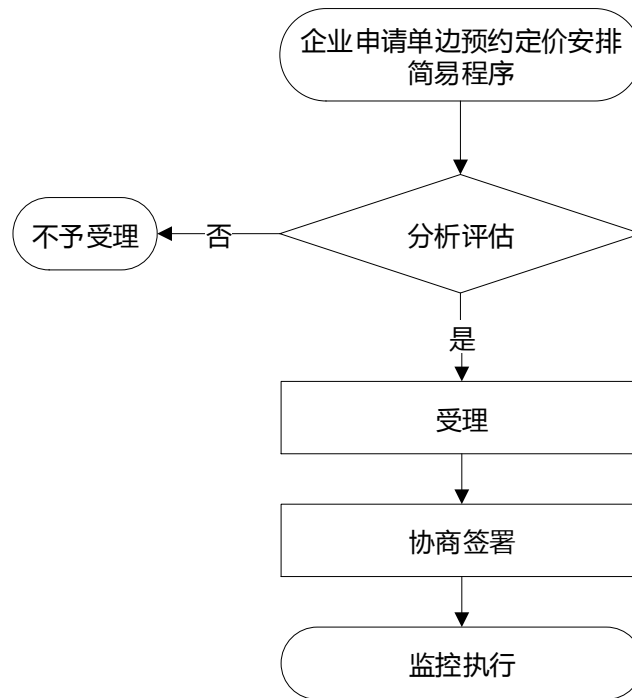 企业申请单边预约定价安排
简易程序
分析评估
不予受理
否
是
受理
协商签署
监控执行